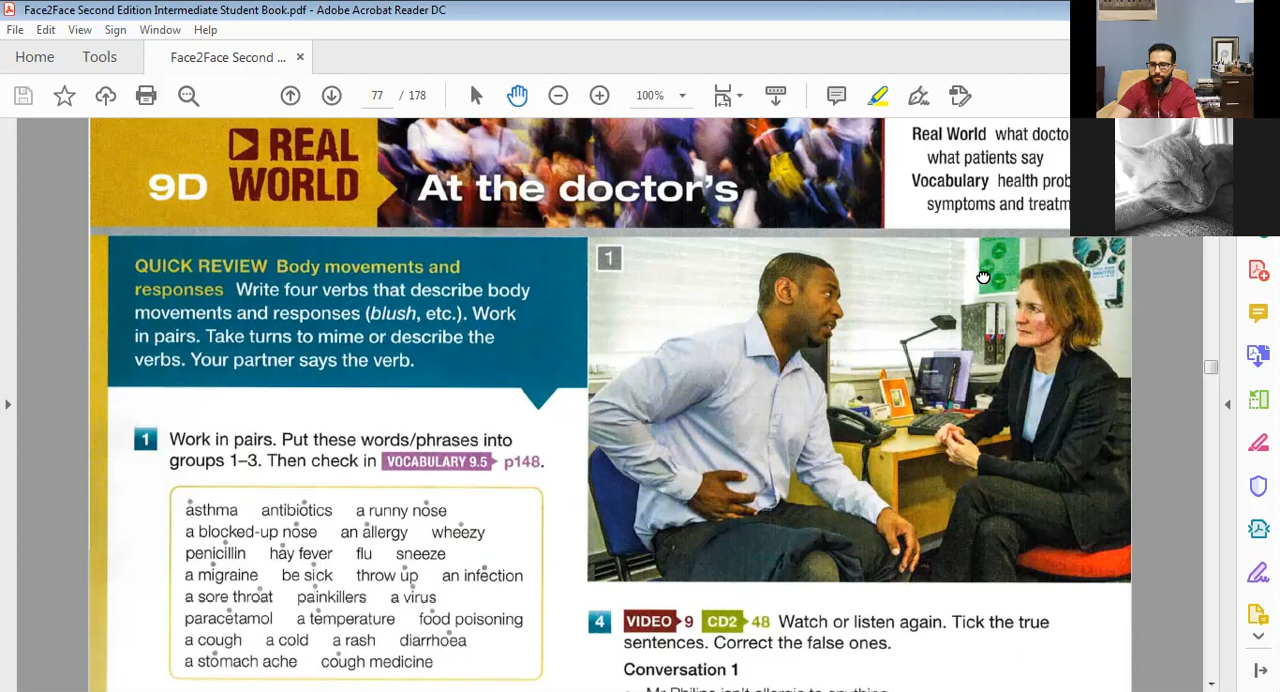 Face2Face Second Edition Intermediate Student Book.pdf - Adobe Acrobat Reader DC
File Edit View Sign Window Help
Home Tools Face2Face Second ... ×
77 / 178 100%
9D REAL WORLD
At the doctor's
Real World what docto
what patients say
Vocabulary health prob
symptoms and treatm
QUICK REVIEW Body movements and
responses Write four verbs that describe body
movements and responses (blush, etc.). Work
in pairs. Take turns to mime or describe the
verbs. Your partner says the verb.
1
1 Work in pairs. Put these words/phrases into
groups 1–3. Then check in VOCABULARY 9.5 p148.
asthma antibiotics a runny nose
a blocked-up nose an allergy wheezy
penicillin hay fever flu sneeze
a migraine be sick throw up an infection
a sore throat painkillers a virus
paracetamol a temperature food poisoning
a cough a cold a rash diarrhoea
a stomach ache cough medicine
4 VIDEO 9 CD2 48 Watch or listen again. Tick the true
sentences. Correct the false ones.
Conversation 1
Mr Philips isn't allergic to anything